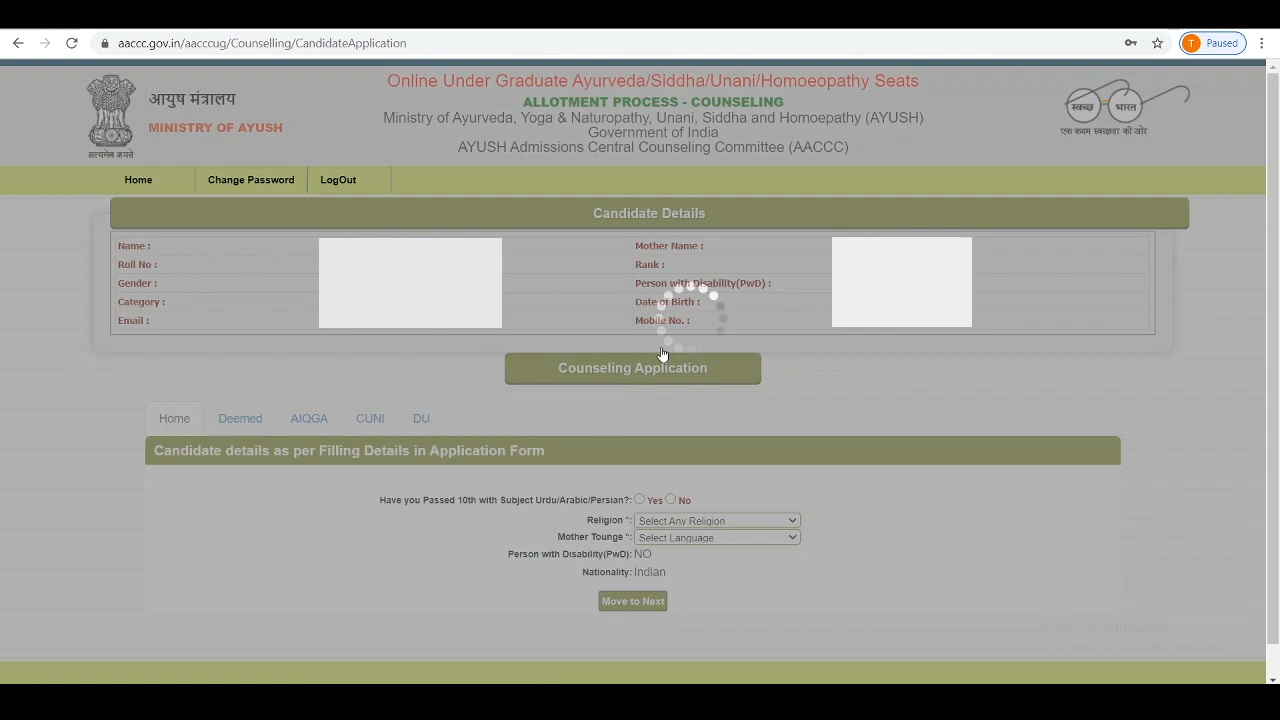 aaccc.gov.in/aacccug/Counselling/CandidateApplication
T Paused
आयुष मंत्रालय
MINISTRY OF AYUSH
सत्यमेव जयते
Online Under Graduate Ayurveda/Siddha/Unani/Homoeopathy Seats
ALLOTMENT PROCESS - COUNSELING
Ministry of Ayurveda, Yoga & Naturopathy, Unani, Siddha and Homoepathy (AYUSH)
Government of India
AYUSH Admissions Central Counseling Committee (AACCC)
स्वच्छ भारत
एक कदम स्वच्छता की ओर
Home Change Password LogOut
Candidate Details
Name : Mother Name :
Roll No : Rank :
Gender : Person with Disability(PwD) :
Category : Date of Birth :
Email : Mobile No. :
Counseling Application
Home Deemed AIQGA CUNI DU
Candidate details as per Filling Details in Application Form
Have you Passed 10th with Subject Urdu/Arabic/Persian?: Yes No
Religion *: Select Any Religion
Mother Tounge *: Select Language
Person with Disability(PwD): NO
Nationality: Indian
Move to Next